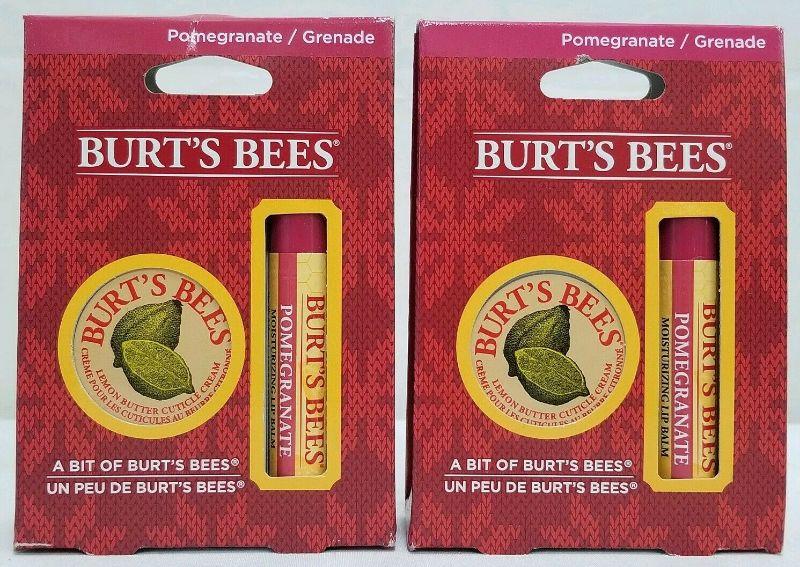 Pomegranate / Grenade
BURT'S BEES®
BURT'S BEES
LEMON BUTTER CUTICLE CREAM
CRÈME POUR LES CUTICULES AU BEURRE CITRONNÉ
BURT'S BEES
POMEGRANATE
MOISTURIZING LIP BALM
A BIT OF BURT'S BEES®
UN PEU DE BURT'S BEES®
Pomegranate / Grenade
BURT'S BEES®
BURT'S BEES
LEMON BUTTER CUTICLE CREAM
CRÈME POUR LES CUTICULES AU BEURRE CITRONNÉ
BURT'S BEES
POMEGRANATE
MOISTURIZING LIP BALM
A BIT OF BURT'S BEES®
UN PEU DE BURT'S BEES®